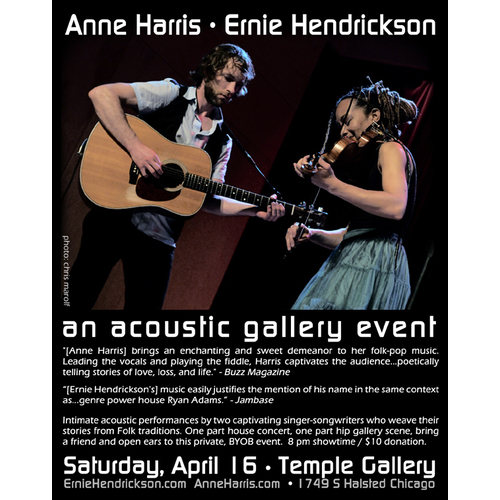 Anne Harris • Ernie Hendrickson
photo: chris marolf
an acoustic gallery event
"[Anne Harris] brings an enchanting and sweet demeanor to her folk-pop music.
Leading the vocals and playing the fiddle, Harris captivates the audience...poetically
telling stories of love, loss, and life." - Buzz Magazine
"[Ernie Hendrickson's] music easily justifies the mention of his name in the same context
as...genre power house Ryan Adams." - Jambase
Intimate acoustic performances by two captivating singer-songwriters who weave their
stories from Folk traditions. One part house concert, one part hip gallery scene, bring
a friend and open ears to this private, BYOB event. 8 pm showtime / $10 donation.
Saturday, April 16 • Temple Gallery
ErnieHendrickson.com AnneHarris.com • 1749 S Halsted Chicago